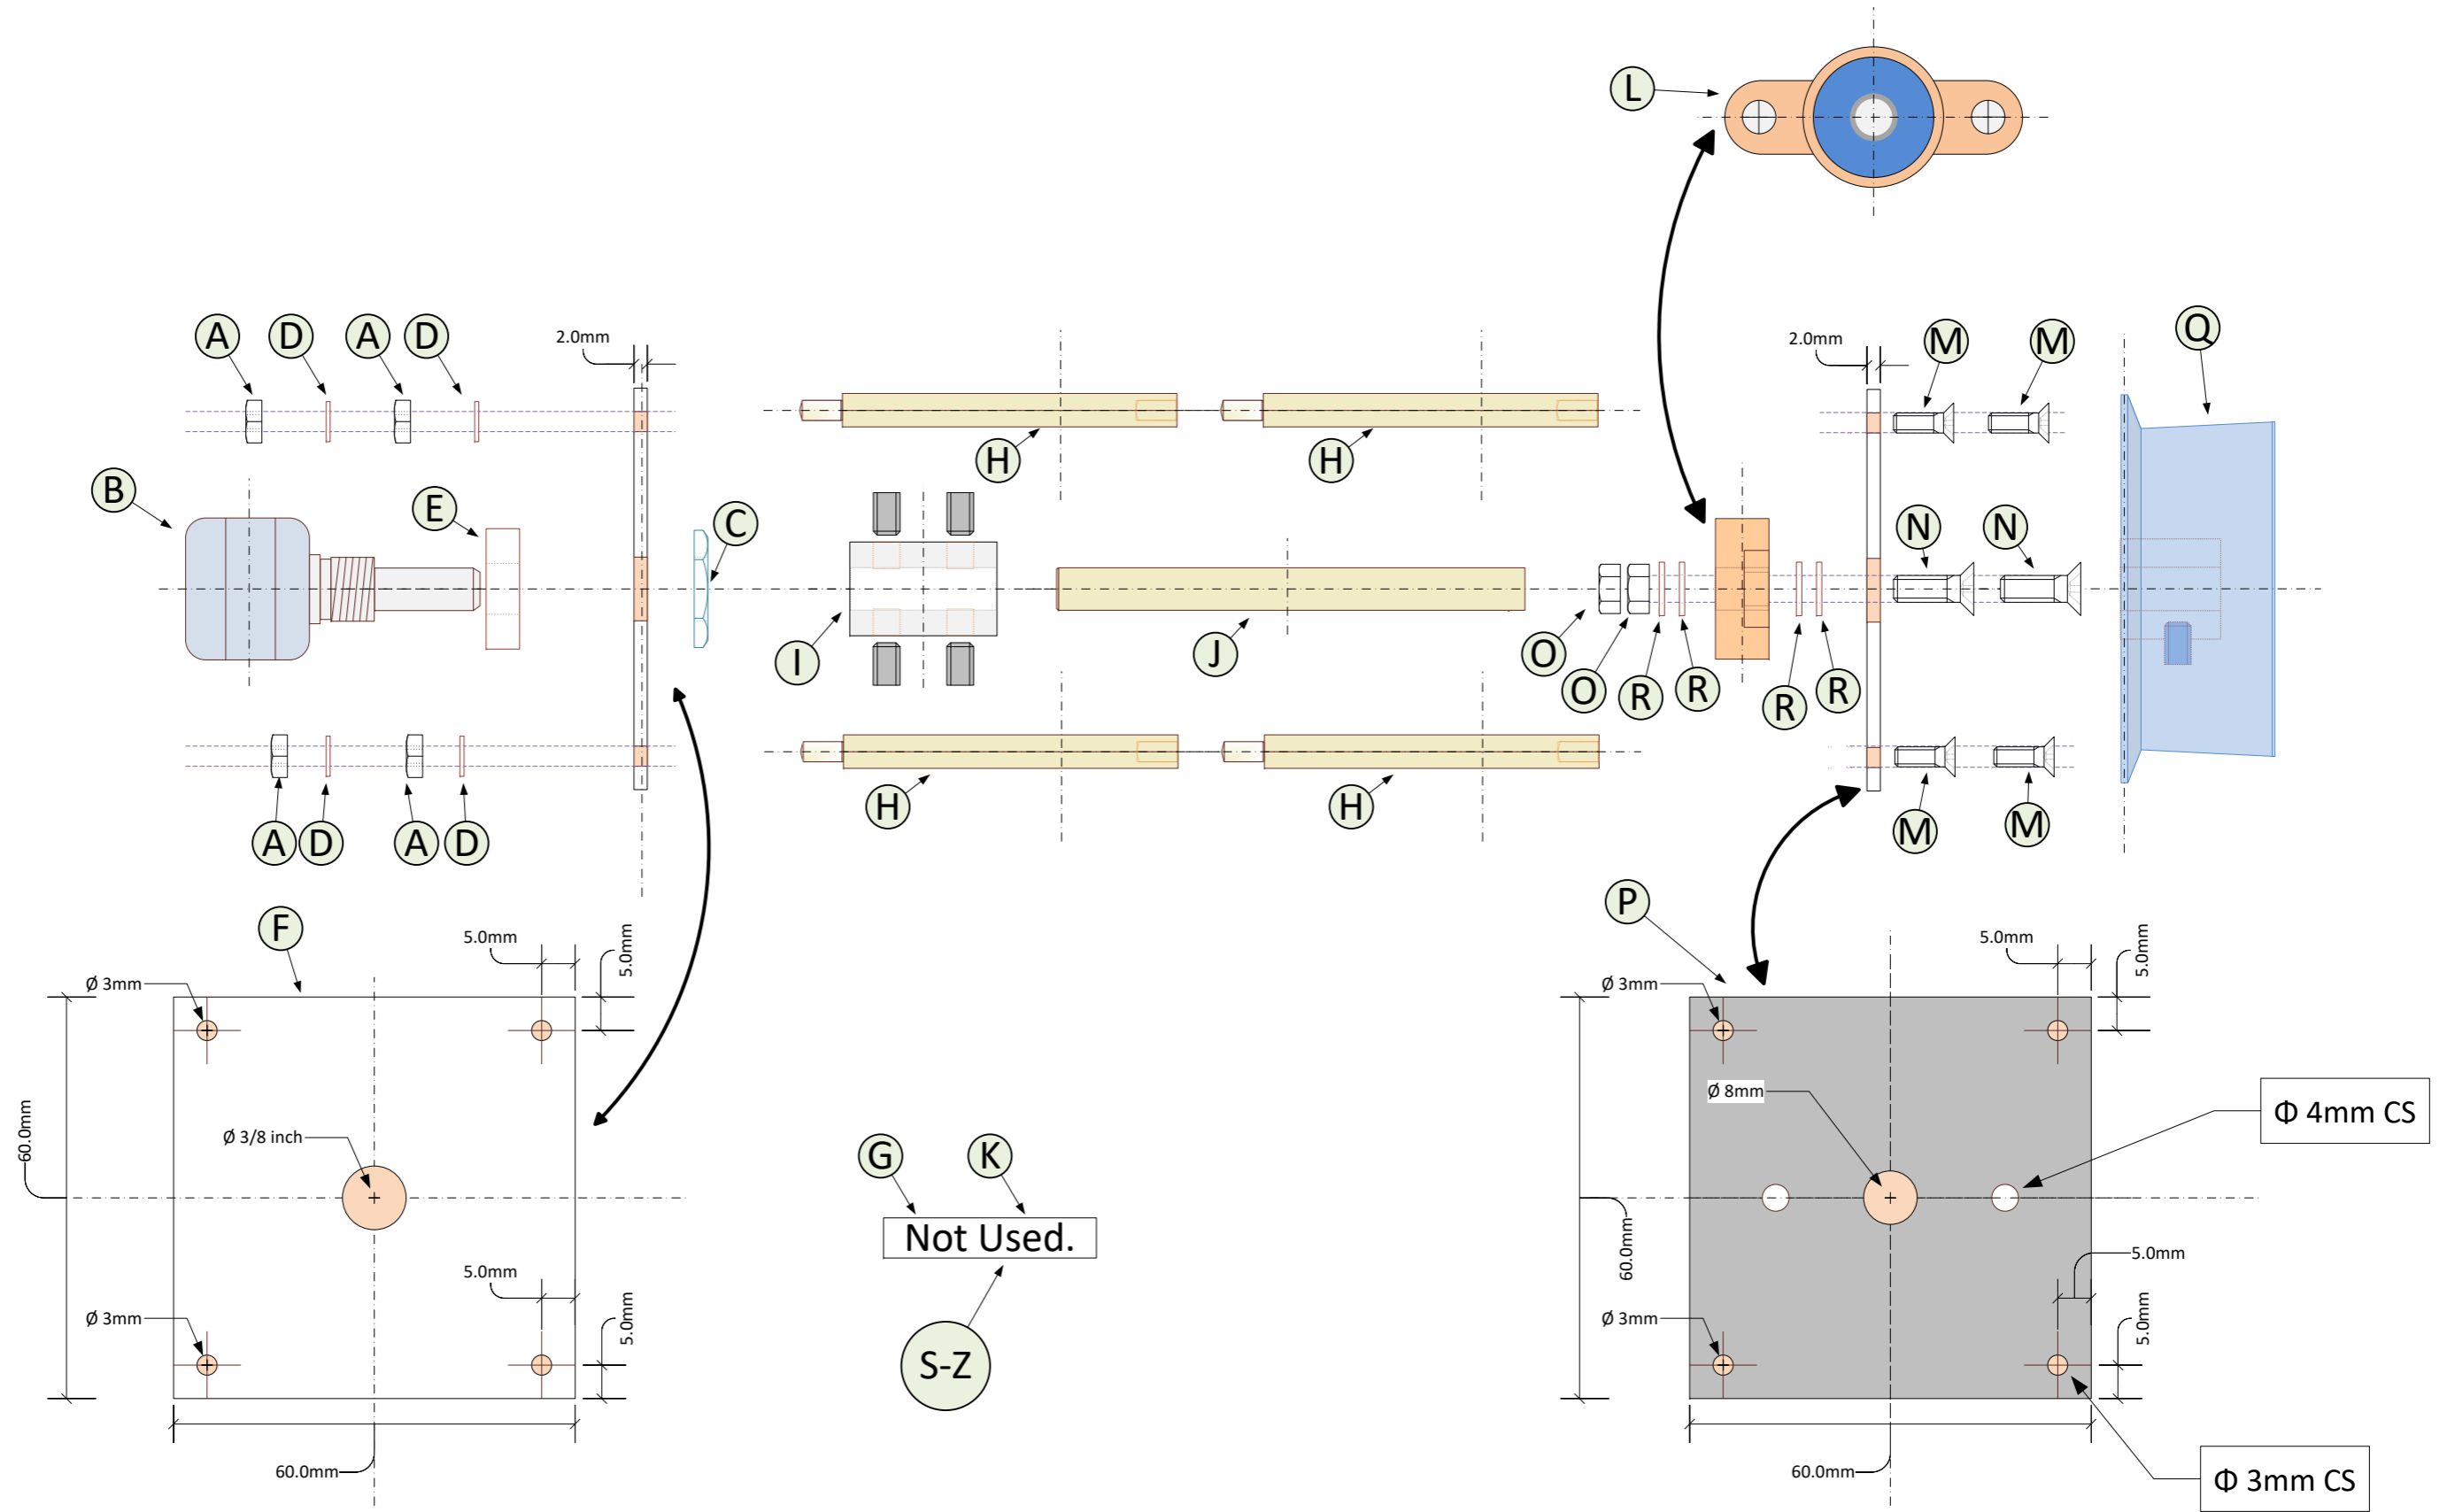 L
A
D
A
D
2.0mm
2.0mm
M
M
Q
H
H
B
E
C
N
N
I
J
O
O
R
R
R
R
H
H
A
D
A
D
M
M
F
5.0mm
5.0mm
Ø 3mm
P
5.0mm
5.0mm
Ø 3mm
60.0mm
Ø 3/8 inch
Ø 8mm
Φ 4mm CS
G
K
Not Used.
S-Z
5.0mm
5.0mm
Ø 3mm
60.0mm
60.0mm
5.0mm
5.0mm
Ø 3mm
60.0mm
Φ 3mm CS